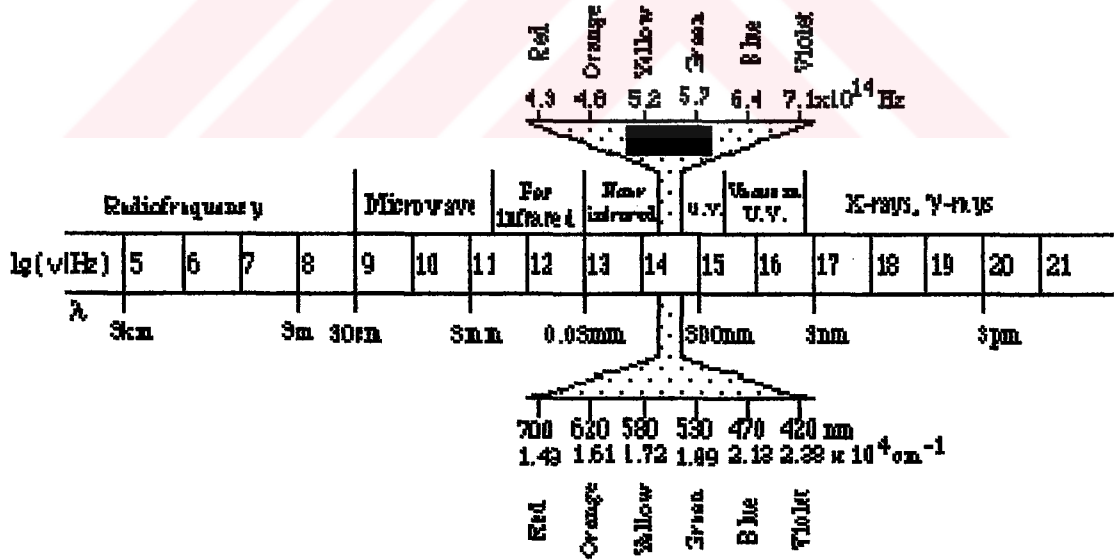 Red Orange Yellow Green Blue Violet
4.3 4.8 5.2 5.7 6.4 7.1x10^14 Hz
Radiofrequency Microwave Far infrared Near infrared U.V. Vacuum U.V. X-rays, γ-rays
lg(ν/Hz) 5 6 7 8 9 10 11 12 13 14 15 16 17 18 19 20 21
λ 3km 3m 30cm 3mm 0.03mm 300nm 3nm 3pm
700 620 580 530 470 420 nm
1.43 1.61 1.72 1.89 2.13 2.38 x 10^4 cm^-1
Red Orange Yellow Green Blue Violet